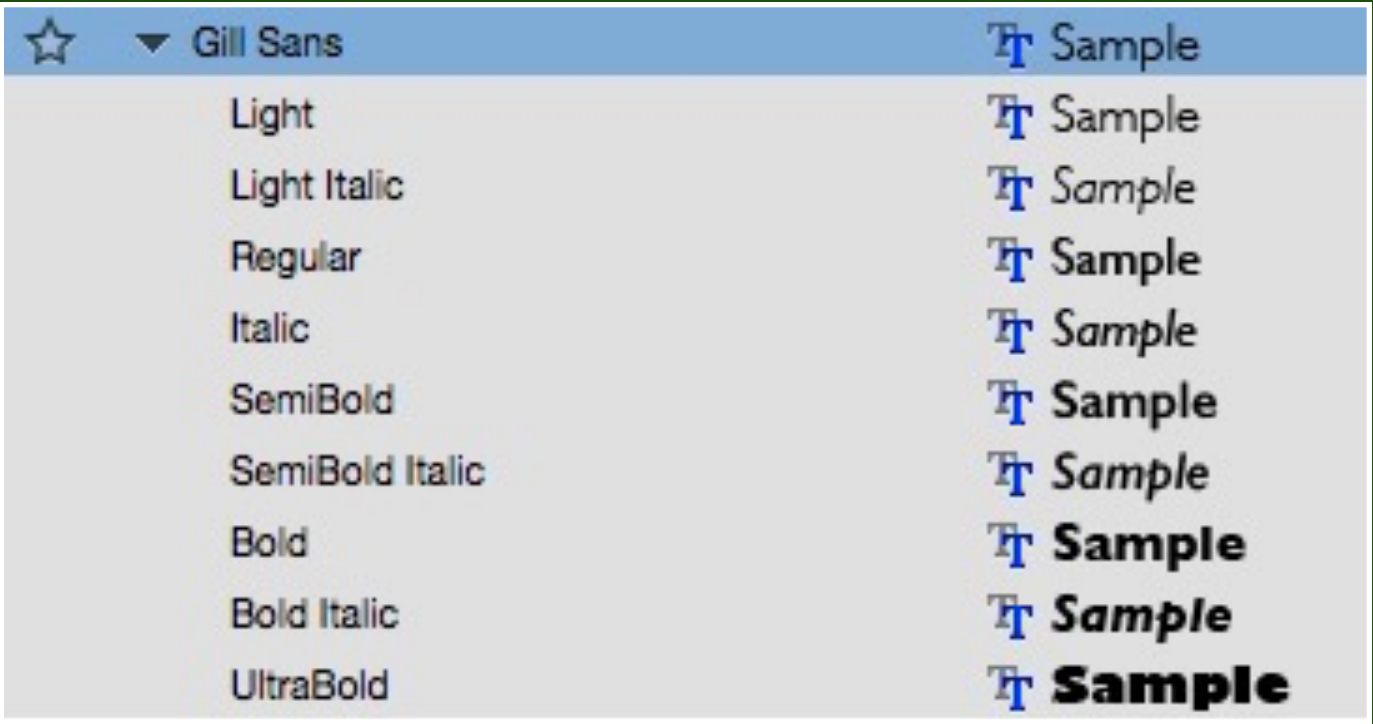 Gill Sans Sample
Light Sample
Light Italic Sample
Regular Sample
Italic Sample
SemiBold Sample
SemiBold Italic Sample
Bold Sample
Bold Italic Sample
UltraBold Sample